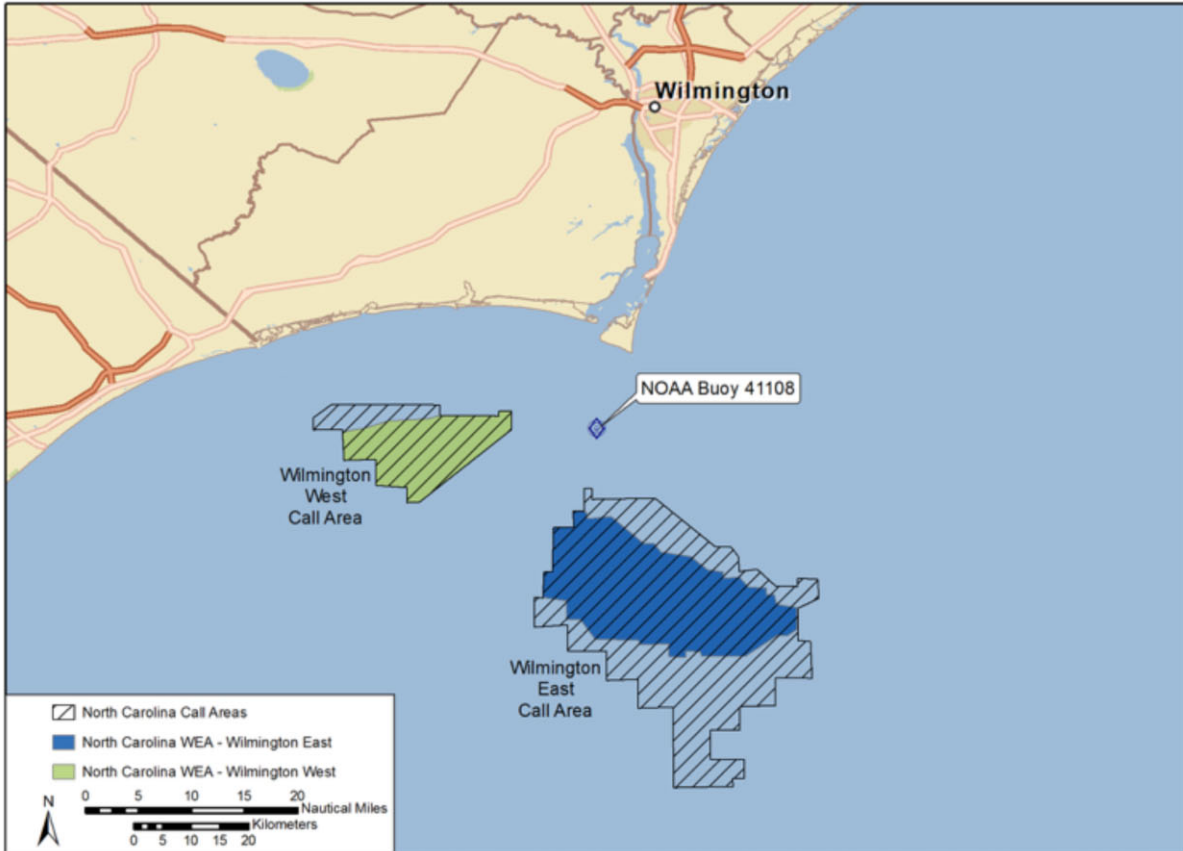 Wilmington
NOAA Buoy 41108
Wilmington
West
Call Area
Wilmington
East
Call Area
North Carolina Call Areas
North Carolina WEA - Wilmington East
North Carolina WEA - Wilmington West
N
0 5 10 15 20
Nautical Miles
Kilometers
0 5 10 15 20